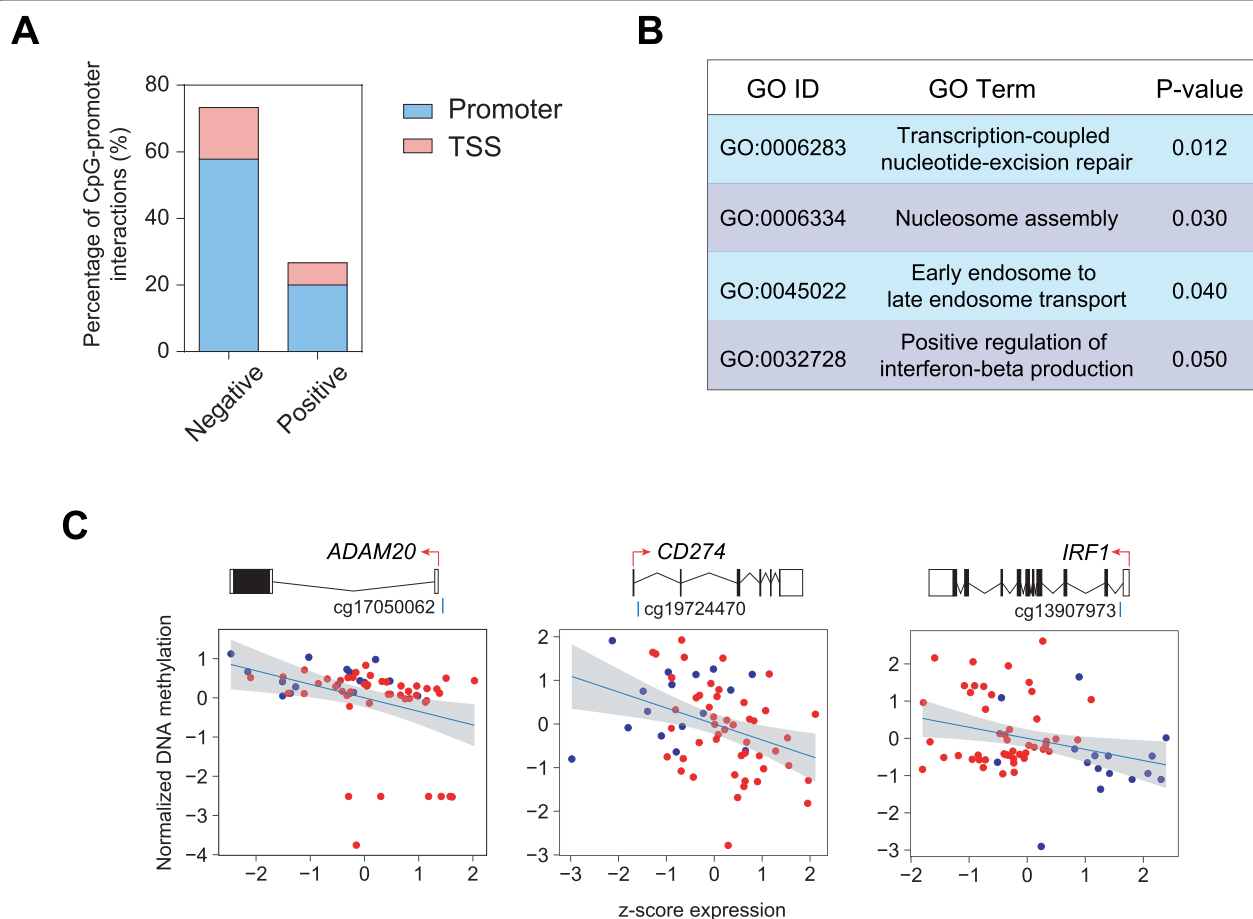 A
Percentage of CpG-promoter
interactions (%)
80
60
40
20
0
Negative
Positive
Promoter
TSS
B
GO ID GO Term P-value
GO:0006283 Transcription-coupled nucleotide-excision repair 0.012
GO:0006334 Nucleosome assembly 0.030
GO:0045022 Early endosome to late endosome transport 0.040
GO:0032728 Positive regulation of interferon-beta production 0.050
C
ADAM20
cg17050062
CD274
cg19724470
IRF1
cg13907973
Normalized DNA methylation
1
0
−1
−2
−3
−4
−2 −1 0 1 2
2
1
0
−1
−2
−3
−3 −2 −1 0 1 2
2
1
0
−1
−2
−3
−2 −1 0 1 2
z-score expression